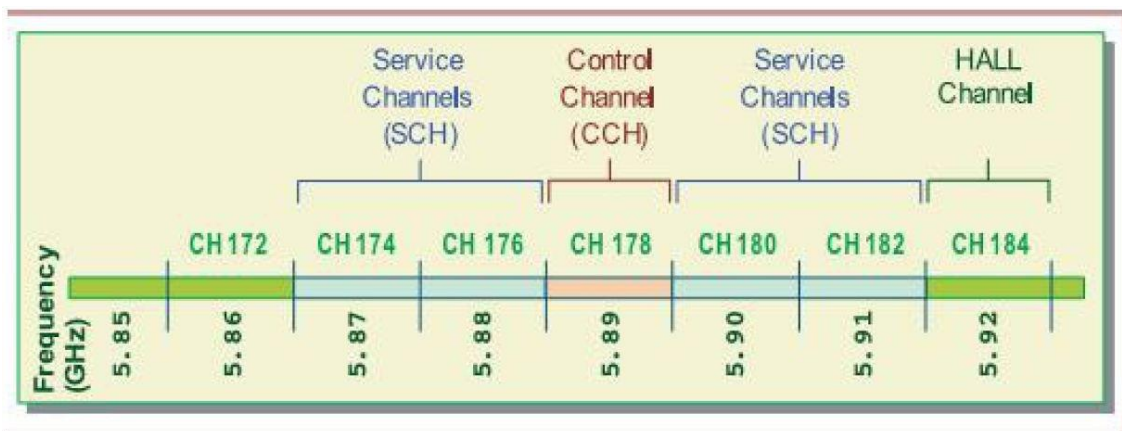 Service
Channels
(SCH)
Control
Channel
(CCH)
Service
Channels
(SCH)
HALL
Channel
CH 172
CH 174
CH 176
CH 178
CH 180
CH 182
CH 184
Frequency
(GHz)
5.85
5.86
5.87
5.88
5.89
5.90
5.91
5.92